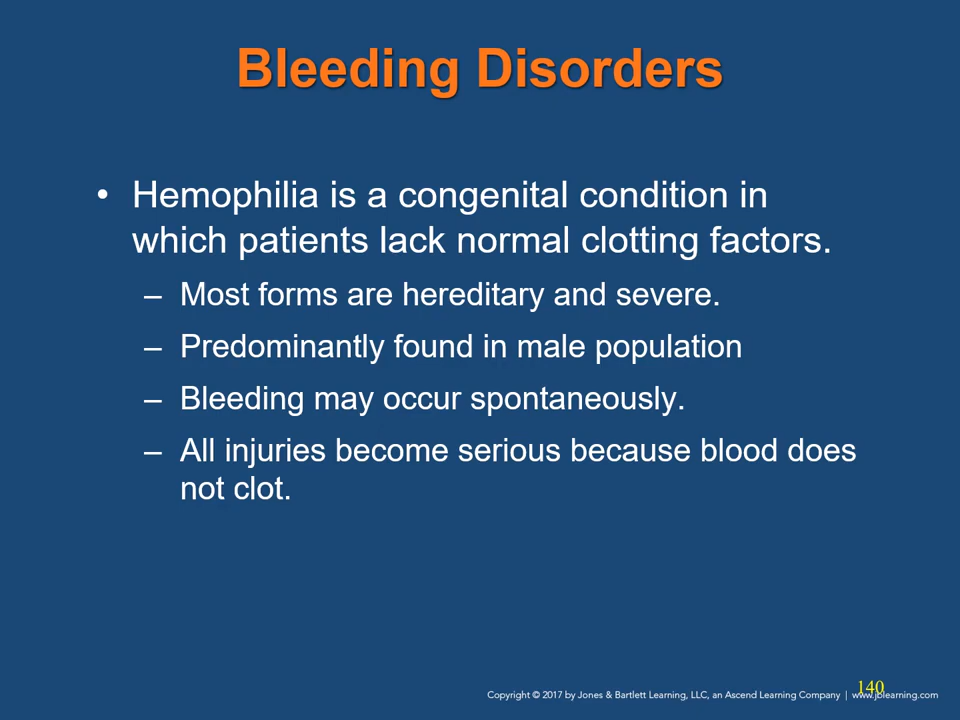 Bleeding Disorders
• Hemophilia is a congenital condition in
which patients lack normal clotting factors.
– Most forms are hereditary and severe.
– Predominantly found in male population
– Bleeding may occur spontaneously.
– All injuries become serious because blood does
not clot.
140
Copyright © 2017 by Jones & Bartlett Learning, LLC, an Ascend Learning Company | www.jblearning.com